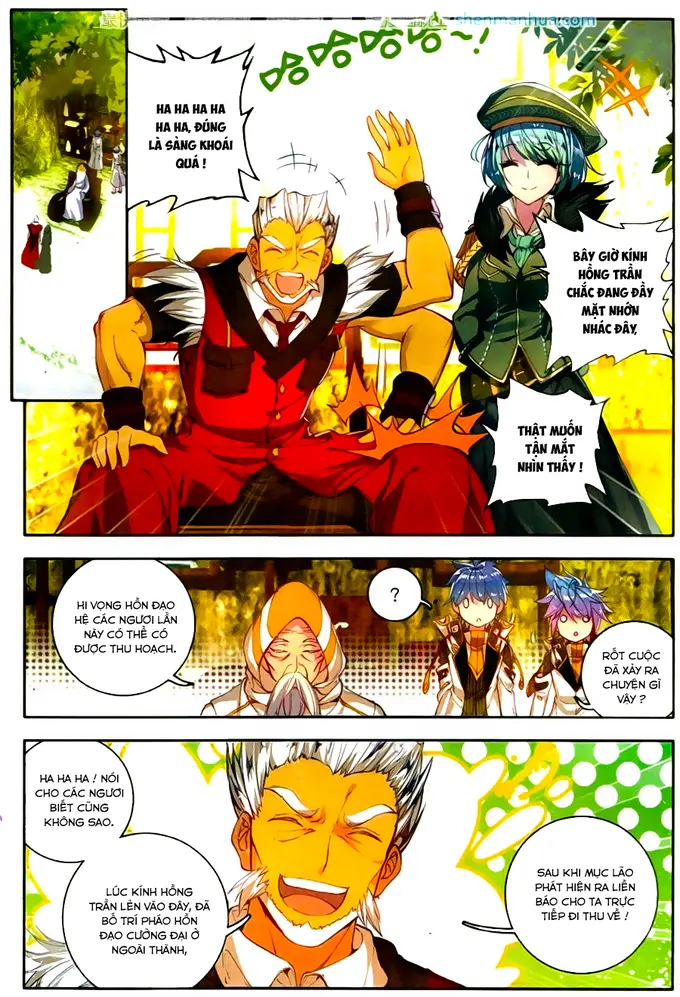 shenmanhua.com
哈哈哈哈~!
HA HA HA HA
HA HA, ĐÚNG
LÀ SẢNG KHOÁI
QUÁ !
BÂY GIỜ KÍNH
HỒNG TRẦN
CHẮC ĐANG ĐẦY
MẶT NHỚN
NHÁC ĐÂY,
THẬT MUỐN
TẬN MẮT
NHÌN THẤY !
HI VỌNG HỒN ĐẠO
HỆ CÁC NGƯƠI LẦN
NÀY CÓ THỂ CÓ
ĐƯỢC THU HOẠCH.
?
RỐT CUỘC
ĐÃ XẢY RA
CHUYỆN GÌ
VẬY ?
HA HA HA ! NÓI
CHO CÁC NGƯƠI
BIẾT CŨNG
KHÔNG SAO.
LÚC KÍNH HỒNG
TRẦN LẺN VÀO ĐÂY, ĐÃ
BỐ TRÍ PHÁO HỒN
ĐẠO CƯỜNG ĐẠI Ở
NGOÀI THÀNH,
SAU KHI MỤC LÃO
PHÁT HIỆN RA LIỀN
BÁO CHO TA TRỰC
TIẾP ĐI THU VỀ !